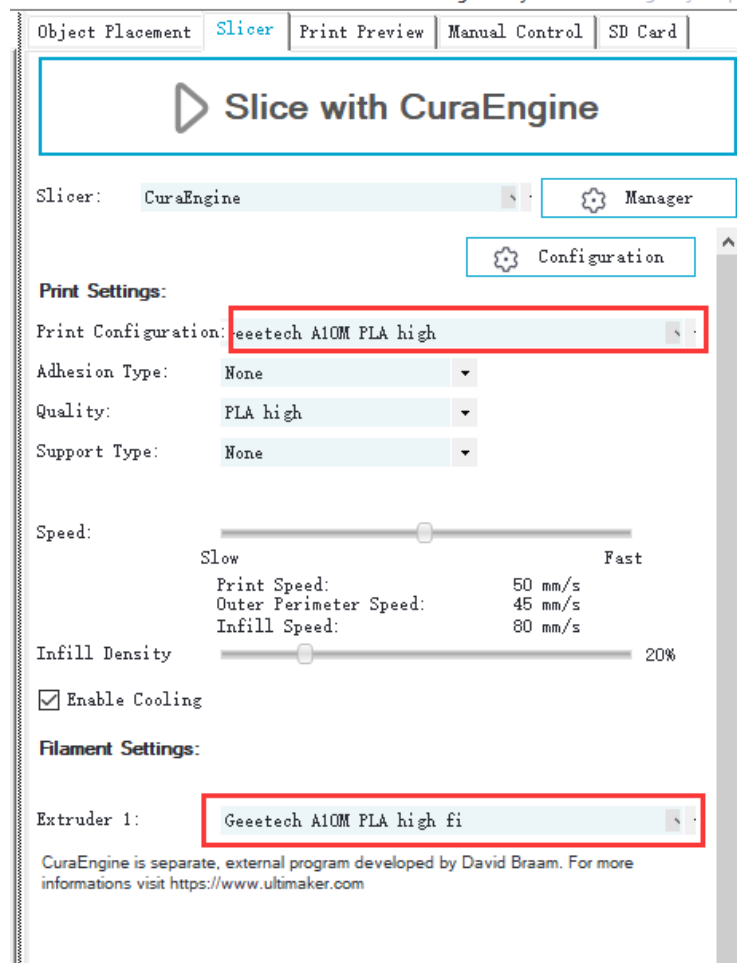 Object Placement Slicer Print Preview Manual Control SD Card
Slice with CuraEngine
Slicer: CuraEngine Manager
Configuration
Print Settings:
Print Configuration: eeetech A10M PLA high
Adhesion Type: None
Quality: PLA high
Support Type: None
Speed:
Slow Fast
Print Speed: 50 mm/s
Outer Perimeter Speed: 45 mm/s
Infill Speed: 80 mm/s
Infill Density 20%
Enable Cooling
Filament Settings:
Extruder 1: Geeetech A10M PLA high fi
CuraEngine is separate, external program developed by David Braam. For more
informations visit https://www.ultimaker.com